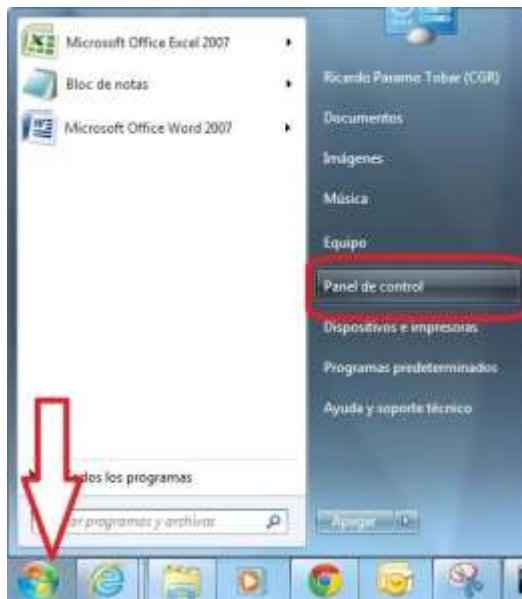 Microsoft Office Excel 2007
Bloc de notas
Microsoft Office Word 2007
dos los programas
ar programas y archivos
Ricardo Paramo Tobar (CGR)
Documentos
Imágenes
Música
Equipo
Panel de control
Dispositivos e impresoras
Programas predeterminados
Ayuda y soporte técnico
Apagar